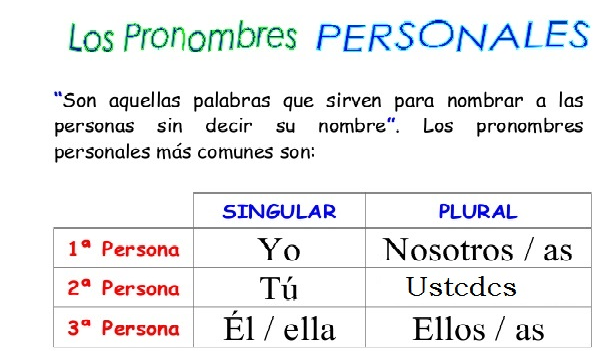 Los Pronombres PERSONALES
"Son aquellas palabras que sirven para nombrar a las
personas sin decir su nombre". Los pronombres
personales más comunes son:
SINGULAR PLURAL
1ª Persona Yo Nosotros / as
2ª Persona Tú Ustedes
3ª Persona Él / ella Ellos / as